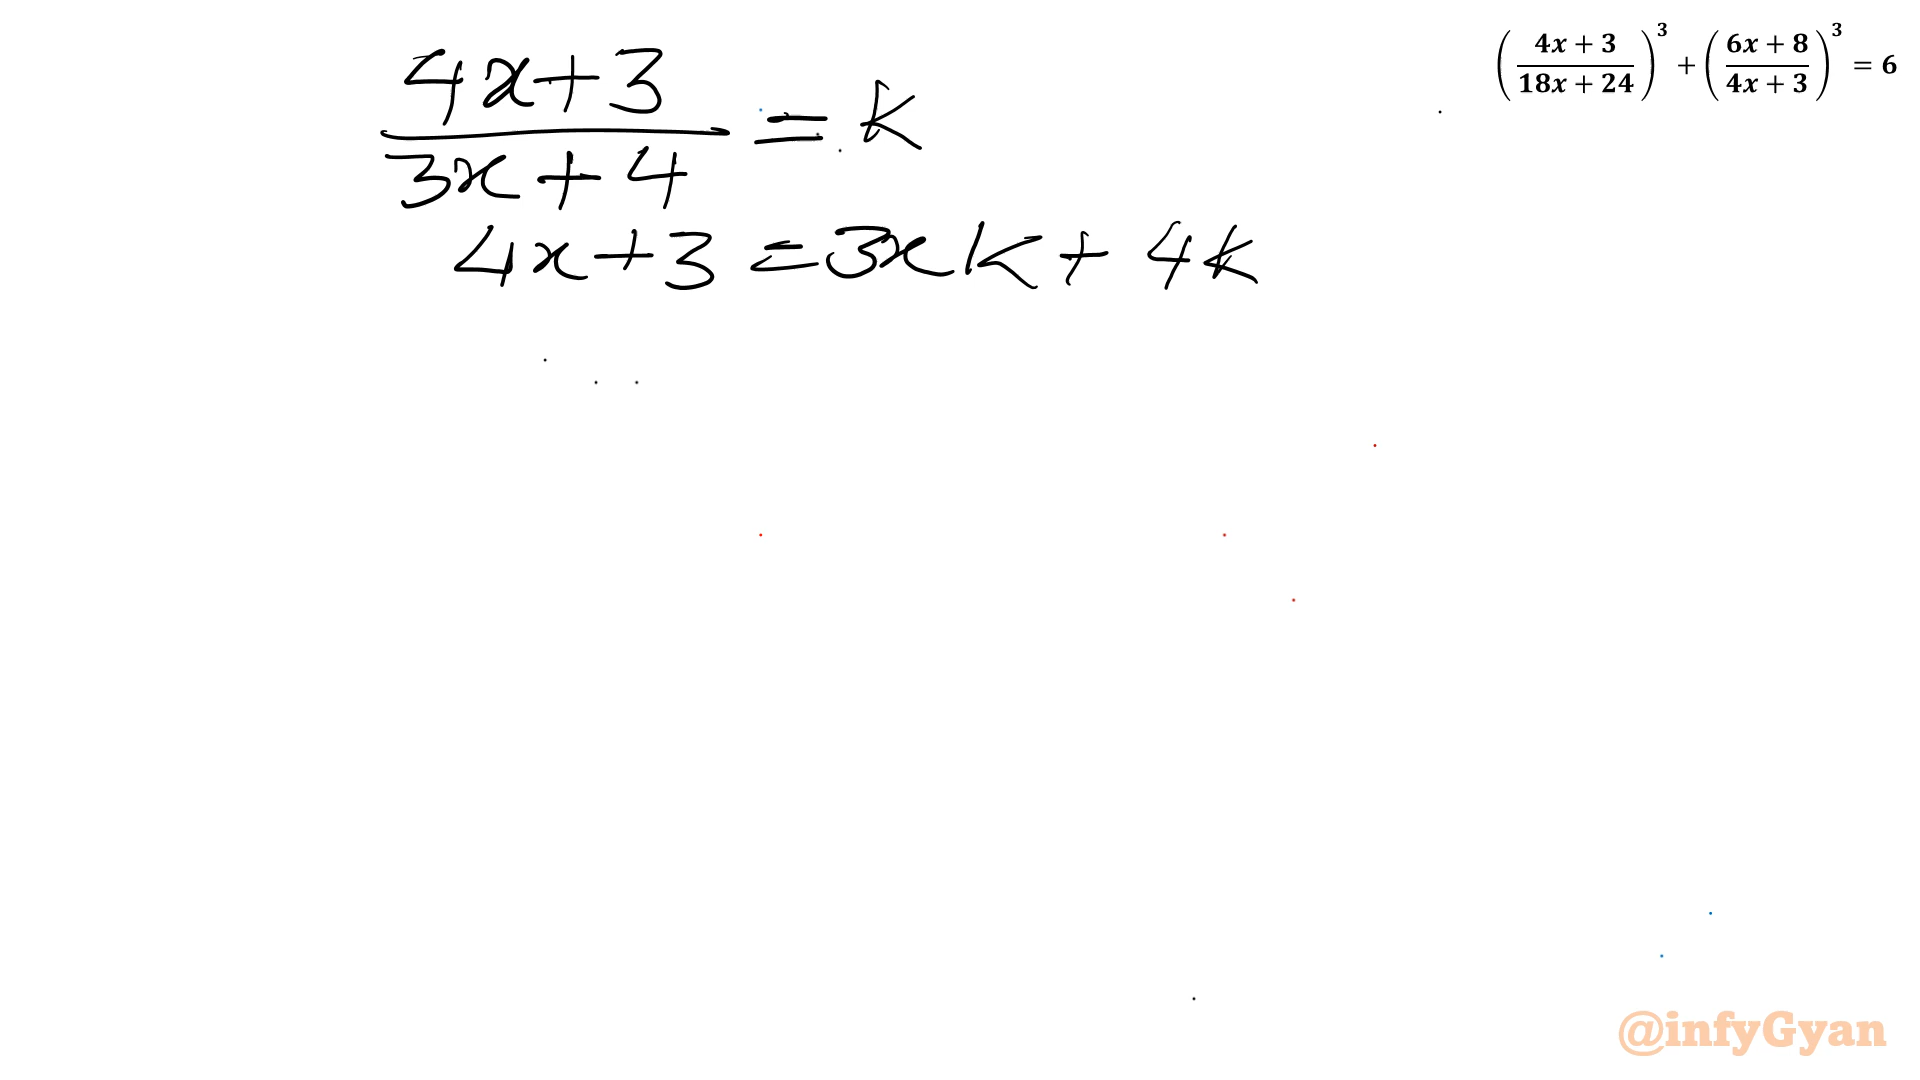 (4x + 3 / 18x + 24)³ + (6x + 8 / 4x + 3)³ = 6
4x+3 / 3x+4 = k
4x+3 = 3xk + 4k
@infyGyan